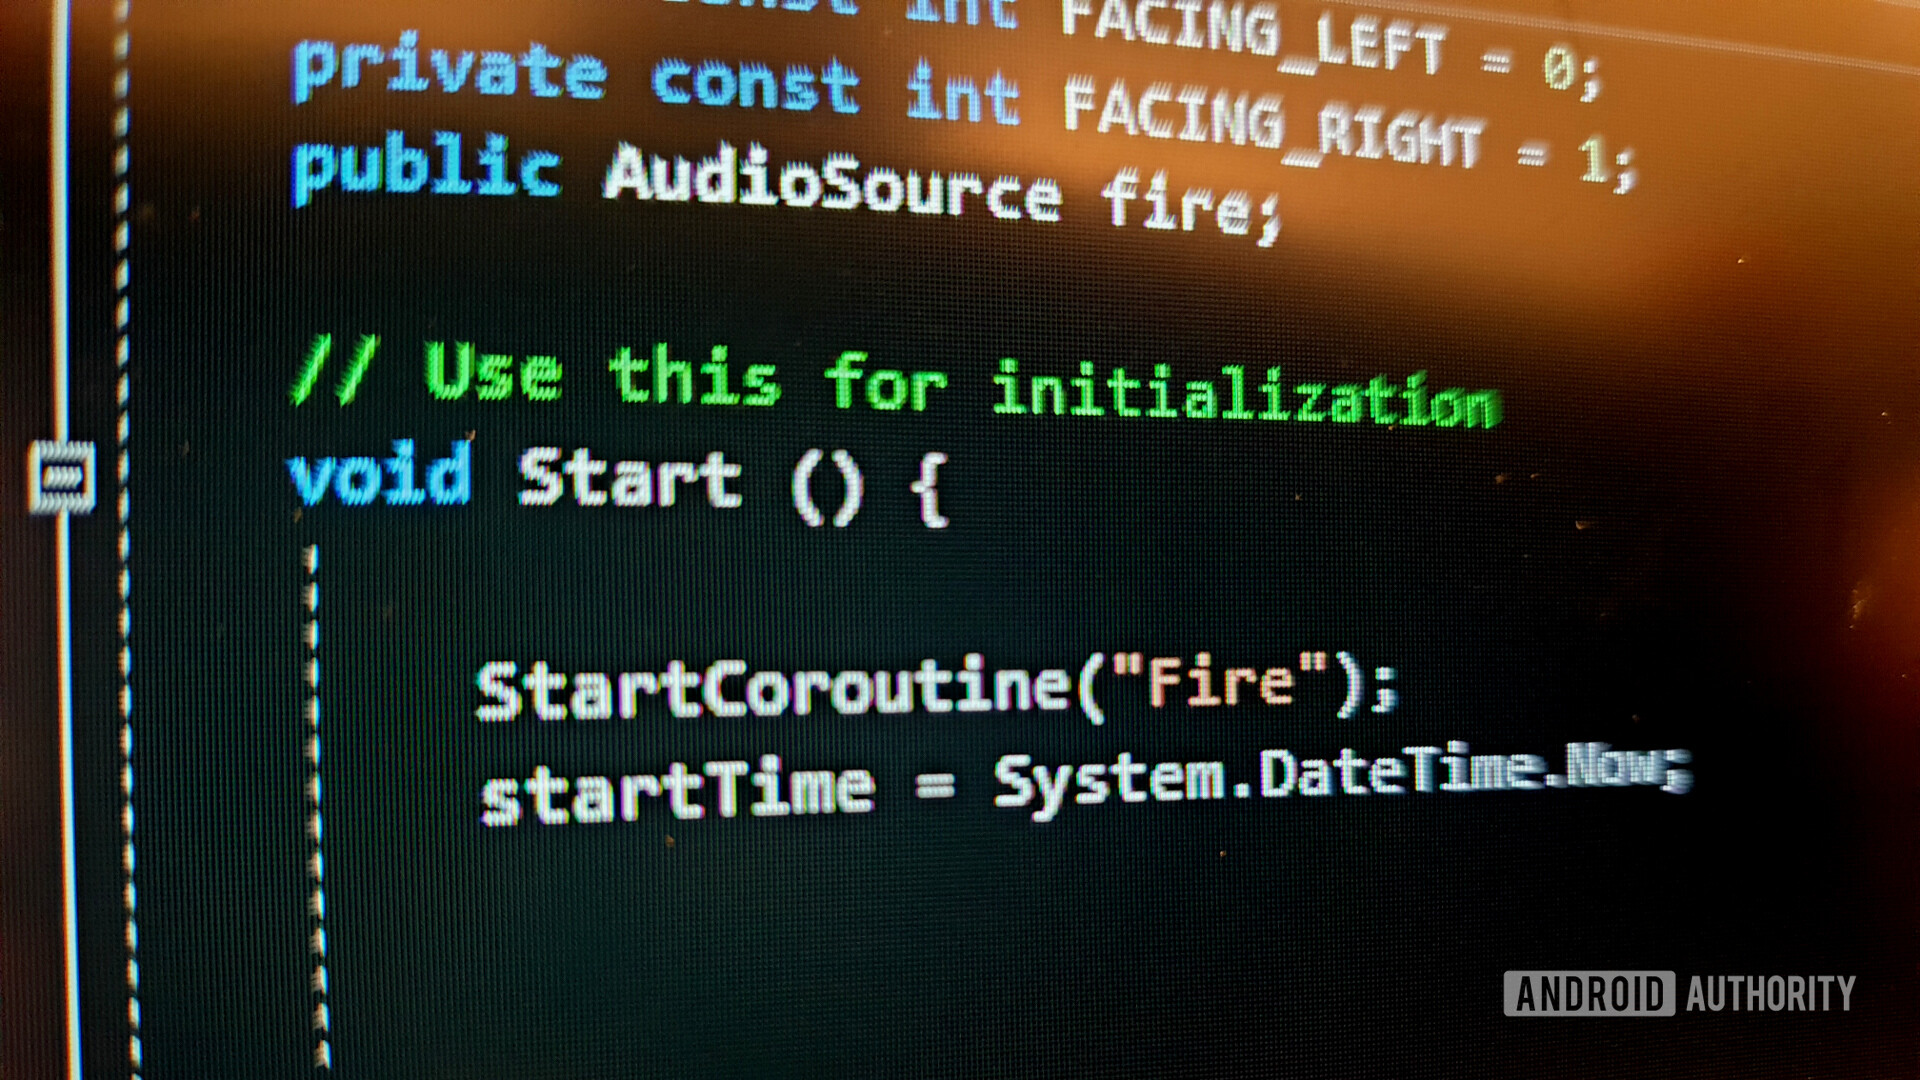 const int FACING_LEFT = 0;
private const int FACING_RIGHT = 1;
public AudioSource fire;
// Use this for initialization
void Start () {
StartCoroutine("Fire");
startTime = System.DateTime.Now;
ANDROID AUTHORITY